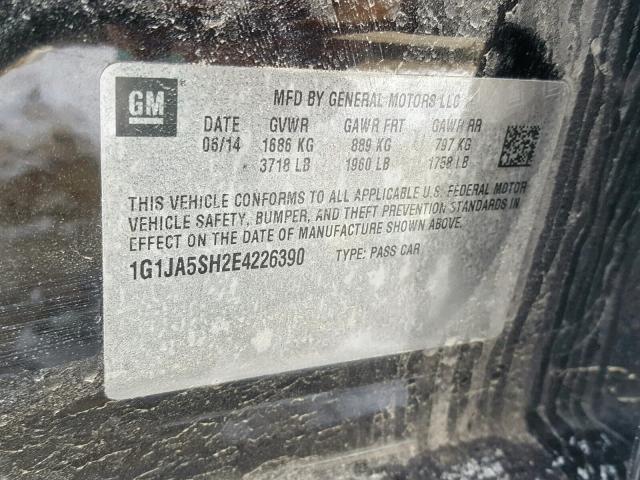 GM
MFD BY GENERAL MOTORS LLC
DATE GVWR GAWR FRT GAWR RR
06/14 1686 KG 889 KG 797 KG
3718 LB 1960 LB 1758 LB
THIS VEHICLE CONFORMS TO ALL APPLICABLE U.S. FEDERAL MOTOR
VEHICLE SAFETY, BUMPER, AND THEFT PREVENTION STANDARDS IN
EFFECT ON THE DATE OF MANUFACTURE SHOWN ABOVE.
1G1JA5SH2E4226390 TYPE: PASS CAR